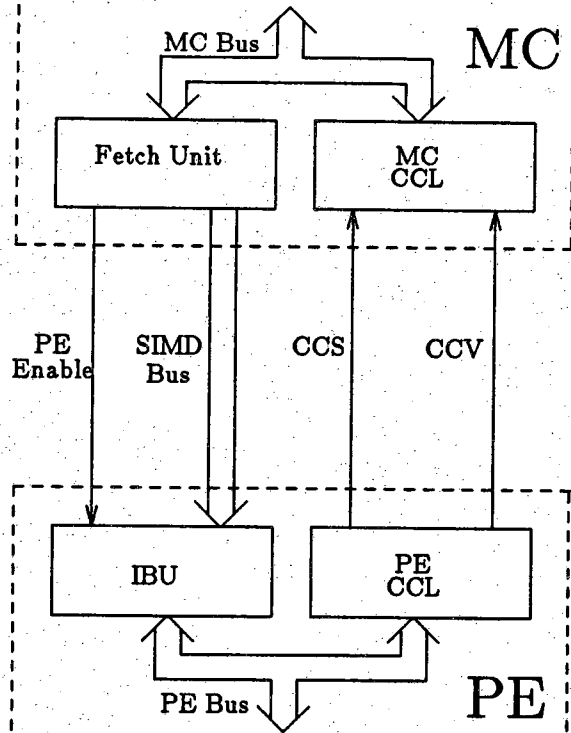 MC Bus
MC
Fetch Unit
MC
CCL
PE
Enable
SIMD
Bus
CCS
CCV
IBU
PE
CCL
PE Bus
PE